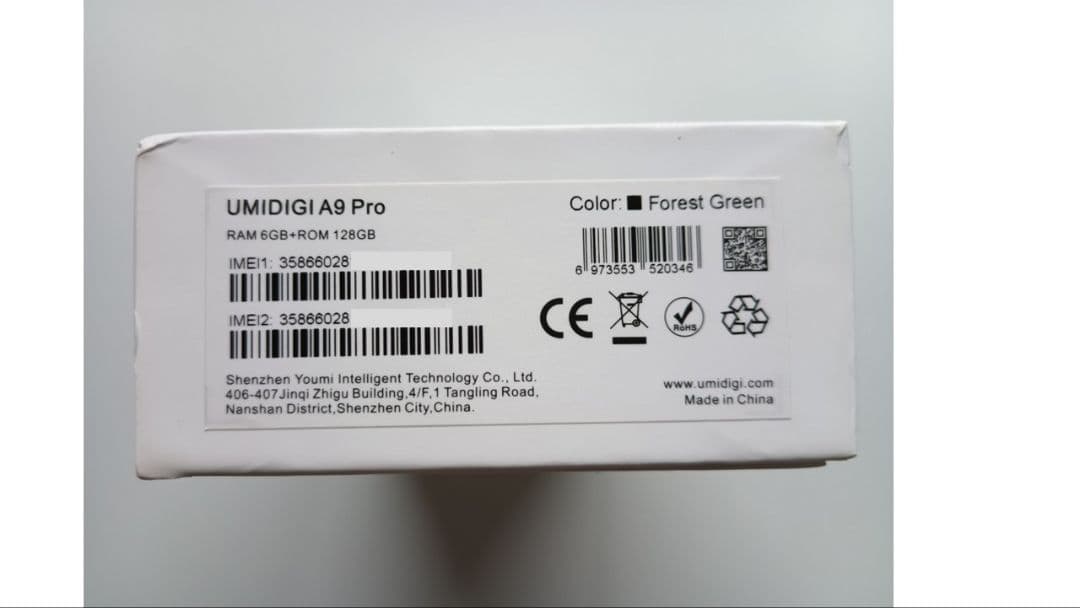 UMIDIGI A9 Pro
RAM 6GB+ROM 128GB
IMEI1: 35866028
IMEI2: 35866028
Shenzhen Youmi Intelligent Technology Co., Ltd.
406-407Jinqi Zhigu Building,4/F,1 Tangling Road,
Nanshan District,Shenzhen City,China.
Color: Forest Green
6 973553 520346
CE
RoHS
www.umidigi.com
Made in China